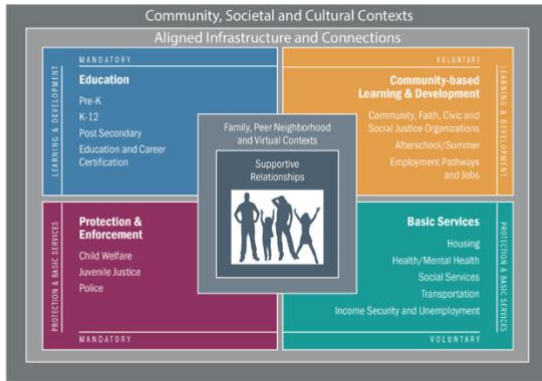 Community, Societal and Cultural Contexts
Aligned Infrastructure and Connections
MANDATORY
LEARNING & DEVELOPMENT
Education
Pre-K
K-12
Post Secondary
Education and Career
Certification
VOLUNTARY
Community-based
Learning & Development
Community, Faith, Civic and
Social Justice Organizations
Afterschool/Summer
Employment Pathways
and Jobs
LEARNING & DEVELOPMENT
Family, Peer Neighborhood
and Virtual Contexts
Supportive
Relationships
PROTECTION & BASIC SERVICES
Protection &
Enforcement
Child Welfare
Juvenile Justice
Police
MANDATORY
Basic Services
Housing
Health/Mental Health
Social Services
Transportation
Income Security and Unemployment
VOLUNTARY
PROTECTION & BASIC SERVICES